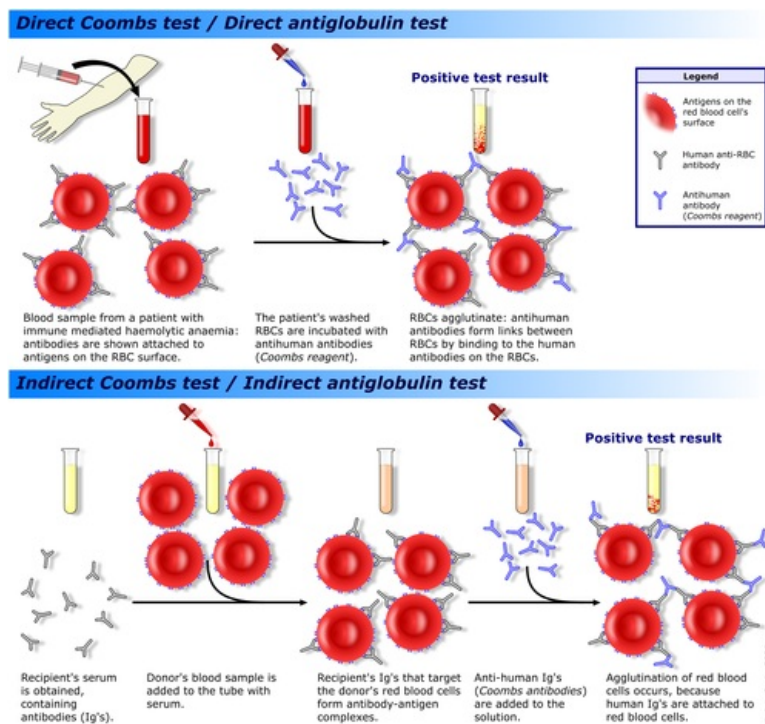 Direct Coombs test / Direct antiglobulin test
Positive test result
Legend
Antigens on the
red blood cell's
surface
Human anti-RBC
antibody
Antihuman
antibody
(Coombs reagent)
Blood sample from a patient with
immune mediated haemolytic anaemia:
antibodies are shown attached to
antigens on the RBC surface.
The patient's washed
RBCs are incubated with
antihuman antibodies
(Coombs reagent).
RBCs agglutinate: antihuman
antibodies form links between
RBCs by binding to the human
antibodies on the RBCs.
Indirect Coombs test / Indirect antiglobulin test
Positive test result
Recipient's serum
is obtained,
containing
antibodies (Ig's).
Donor's blood sample is
added to the tube with
serum.
Recipient's Ig's that target
the donor's red blood cells
form antibody-antigen
complexes.
Anti-human Ig's
(Coombs antibodies)
are added to the
solution.
Agglutination of red blood
cells occurs, because
human Ig's are attached to
red blood cells.